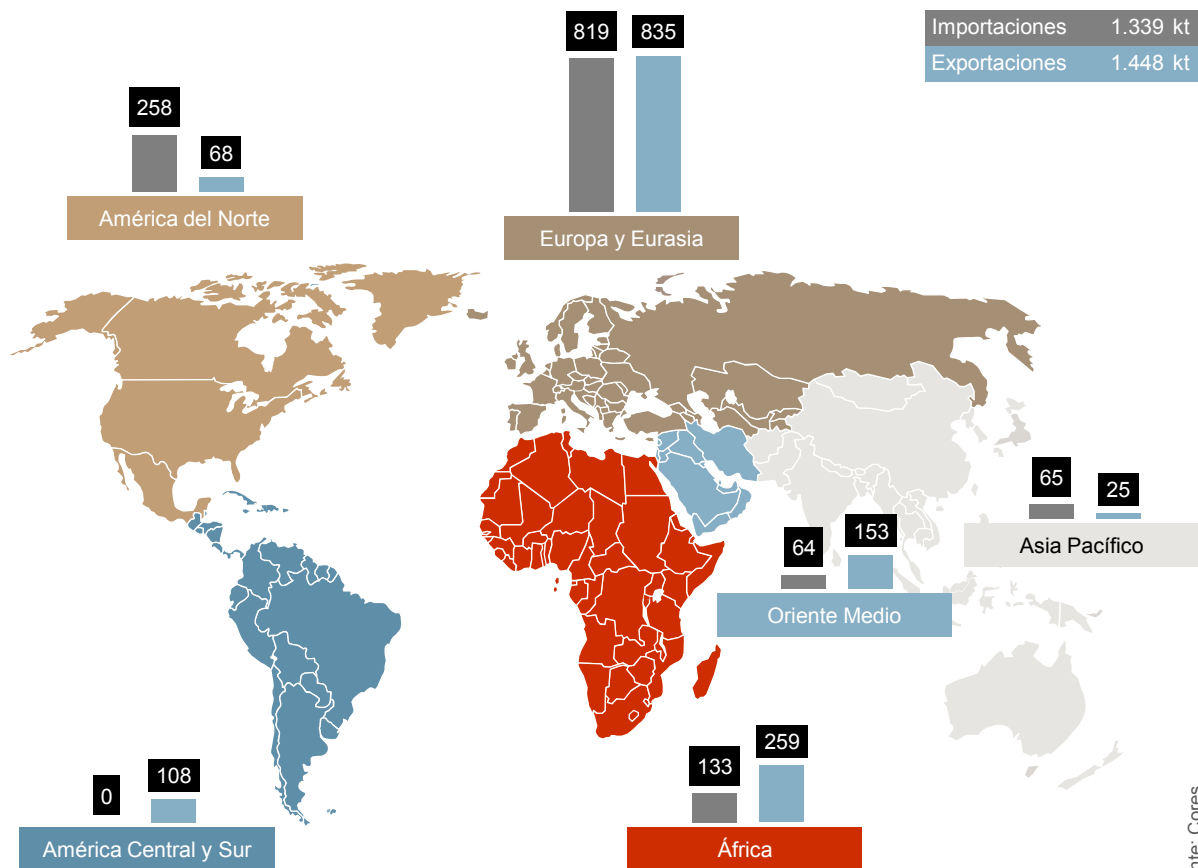 819 835
Importaciones 1.339 kt
Exportaciones 1.448 kt
258
68
América del Norte
Europa y Eurasia
65 25
Asia Pacífico
64 153
Oriente Medio
0 108
América Central y Sur
133 259
África
Cores